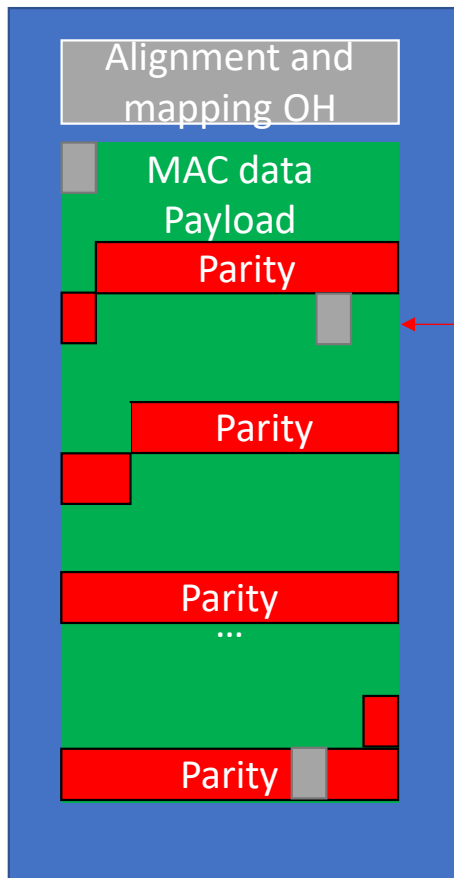 Alignment and
mapping OH
MAC data
Payload
Parity
Parity
Parity
...
Parity